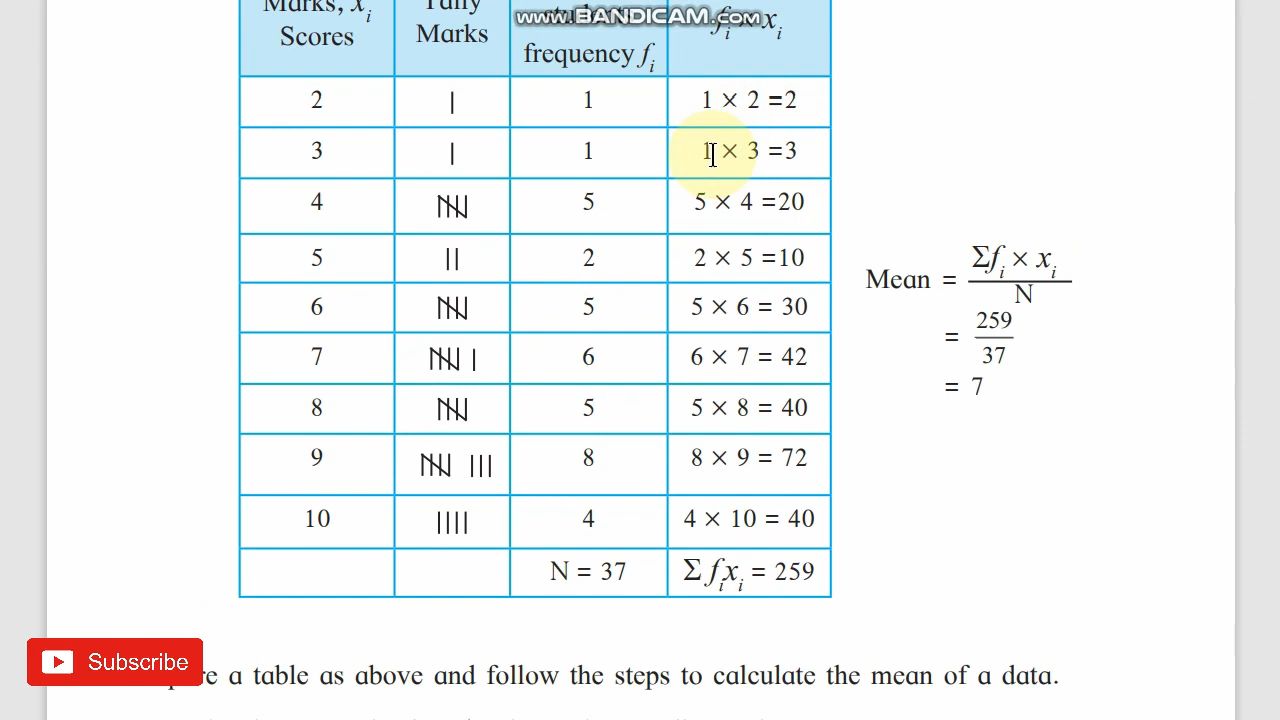 www.BANDICAM.com
Marks, xᵢ Tally students fᵢ × xᵢ
Scores Marks frequency fᵢ
2 | 1 1 × 2 =2
3 | 1 1 × 3 =3
4 𝍸 5 5 × 4 =20
5 || 2 2 × 5 =10
6 𝍸 5 5 × 6 = 30
7 𝍸 | 6 6 × 7 = 42
8 𝍸 5 5 × 8 = 40
9 𝍸 ||| 8 8 × 9 = 72
10 |||| 4 4 × 10 = 40
N = 37 Σ fᵢxᵢ = 259
Mean = Σfᵢ × xᵢ / N
= 259/37
= 7
Subscribe
a table as above and follow the steps to calculate the mean of a data.